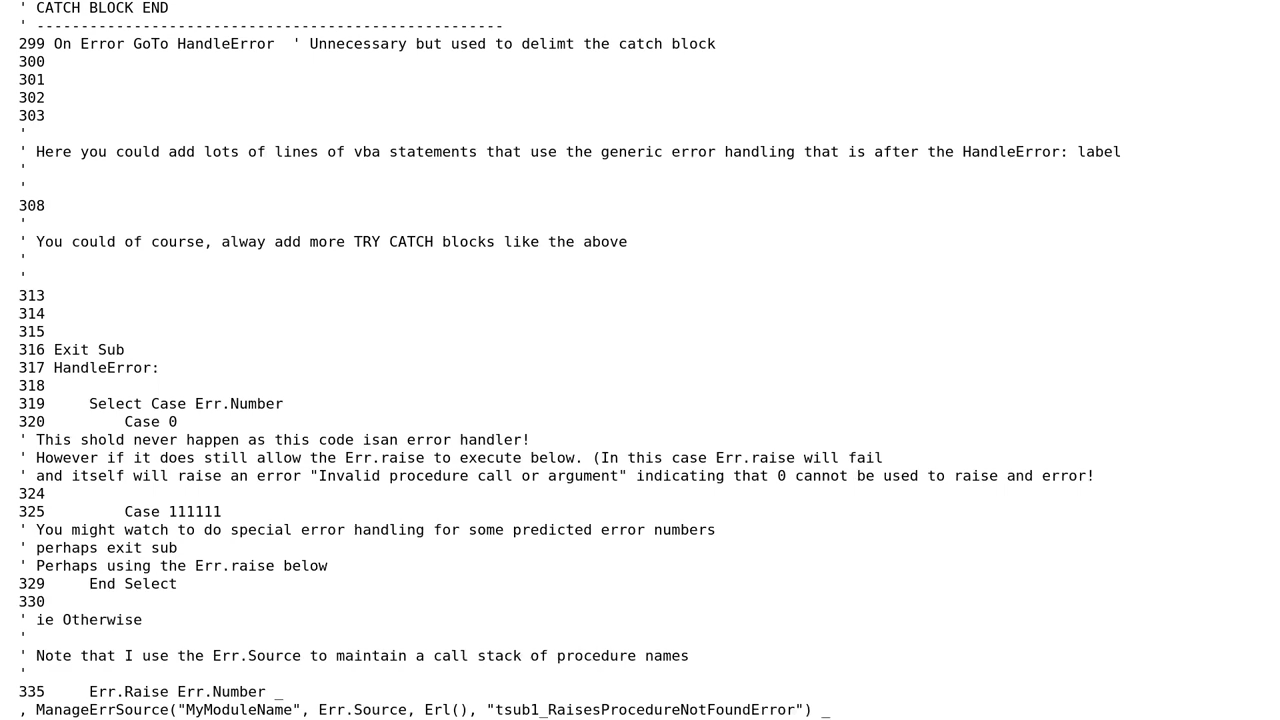 ' CATCH BLOCK END
' -----------------------------------------------------
299 On Error GoTo HandleError  ' Unnecessary but used to delimt the catch block
300
301
302
303
'
' Here you could add lots of lines of vba statements that use the generic error handling that is after the HandleError: label
'
'
308
'
' You could of course, alway add more TRY CATCH blocks like the above
'
'
313
314
315
316 Exit Sub
317 HandleError:
318
319     Select Case Err.Number
320         Case 0
' This shold never happen as this code isan error handler!
' However if it does still allow the Err.raise to execute below. (In this case Err.raise will fail
' and itself will raise an error "Invalid procedure call or argument" indicating that 0 cannot be used to raise and error!
324
325         Case 111111
' You might watch to do special error handling for some predicted error numbers
' perhaps exit sub
' Perhaps using the Err.raise below
329     End Select
330
' ie Otherwise
'
' Note that I use the Err.Source to maintain a call stack of procedure names
'
335     Err.Raise Err.Number _
, ManageErrSource("MyModuleName", Err.Source, Erl(), "tsub1_RaisesProcedureNotFoundError") _